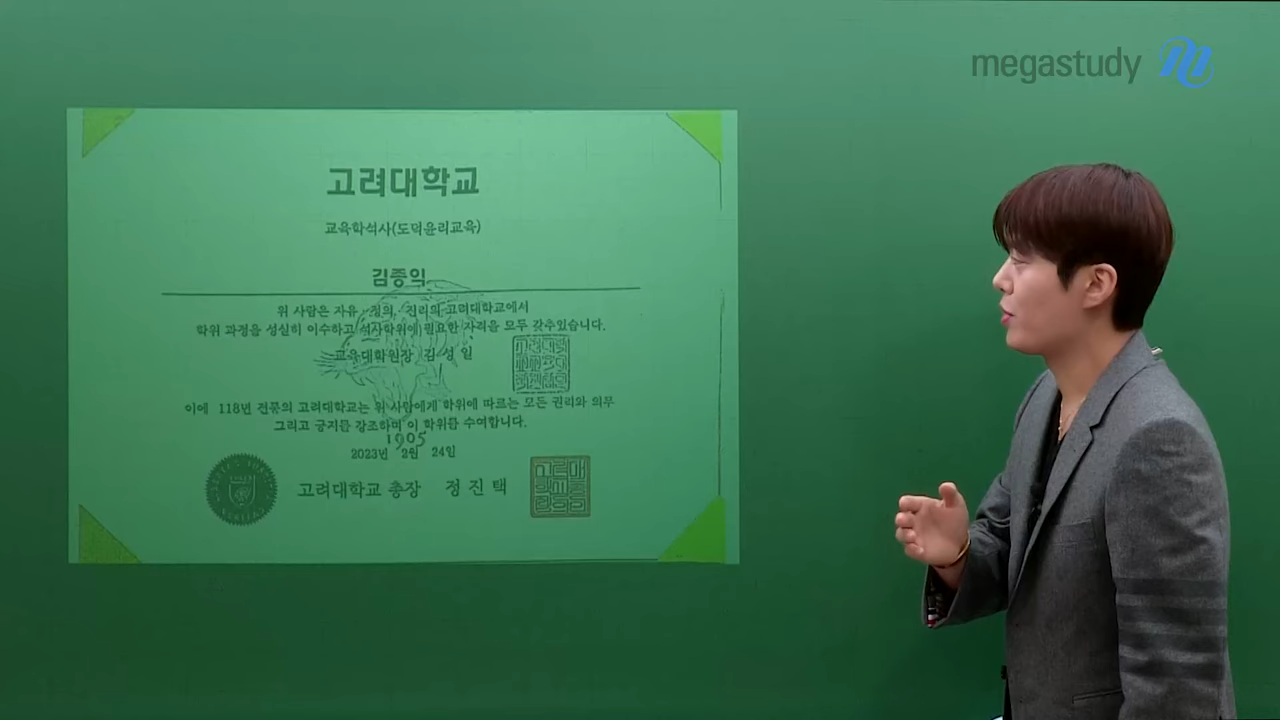 megastudy
고려대학교
교육학석사(도덕윤리교육)
김종익
위 사람은 자유·정의·진리의 고려대학교에서
학위 과정을 성실히 이수하고 석사학위에 필요한 자격을 모두 갖추었습니다.
교육대학원장 김성일
이에 118년 전통의 고려대학교는 위 사람에게 학위에 따르는 모든 권리와 의무
그리고 긍지를 강조하며 이 학위를 수여합니다.
1905
2023년 2월 24일
고려대학교 총장 정진택